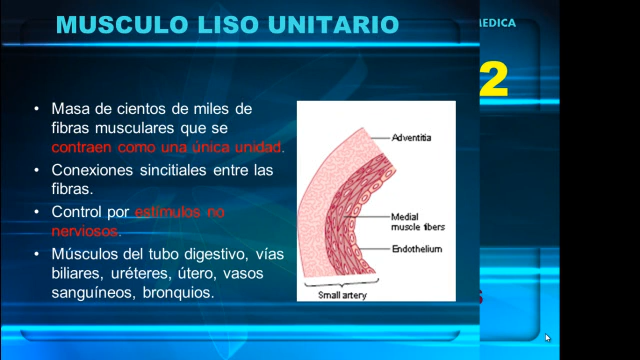 MUSCULO LISO UNITARIO
2
• Masa de cientos de miles de
fibras musculares que se
contraen como una única unidad.
• Conexiones sincitiales entre las
fibras.
• Control por estímulos no
nerviosos.
• Músculos del tubo digestivo, vías
biliares, uréteres, útero, vasos
sanguíneos, bronquios.
Adventitia
Medial
muscle fibers
Endothelium
Small artery